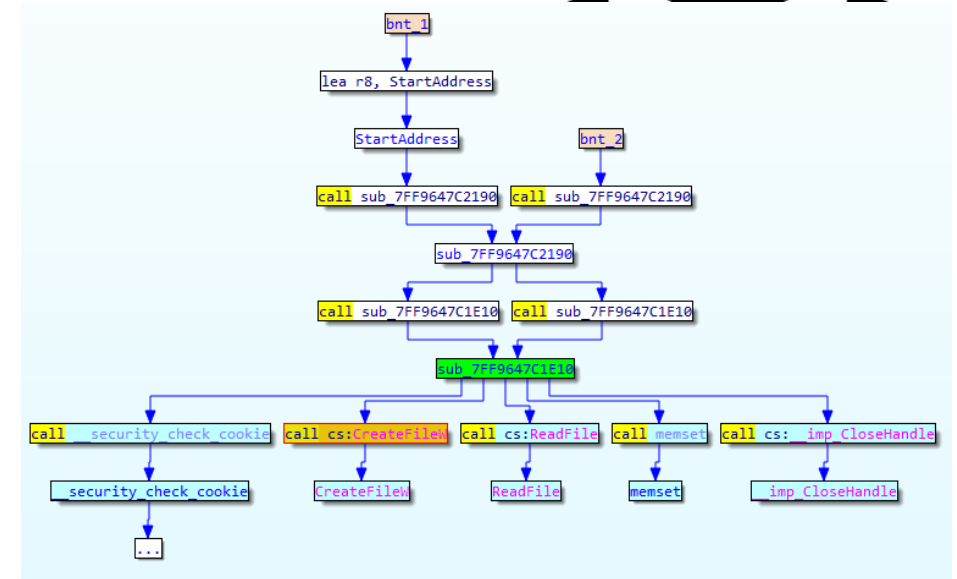 bnt_1
lea r8, StartAddress
StartAddress
bnt_2
call sub_7FF9647C2190
call sub_7FF9647C2190
sub_7FF9647C2190
call sub_7FF9647C1E10
call sub_7FF9647C1E10
sub_7FF9647C1E10
call __security_check_cookie
call cs:CreateFileW
call cs:ReadFile
call memset
call cs:__imp_CloseHandle
__security_check_cookie
CreateFileW
ReadFile
memset
__imp_CloseHandle
...